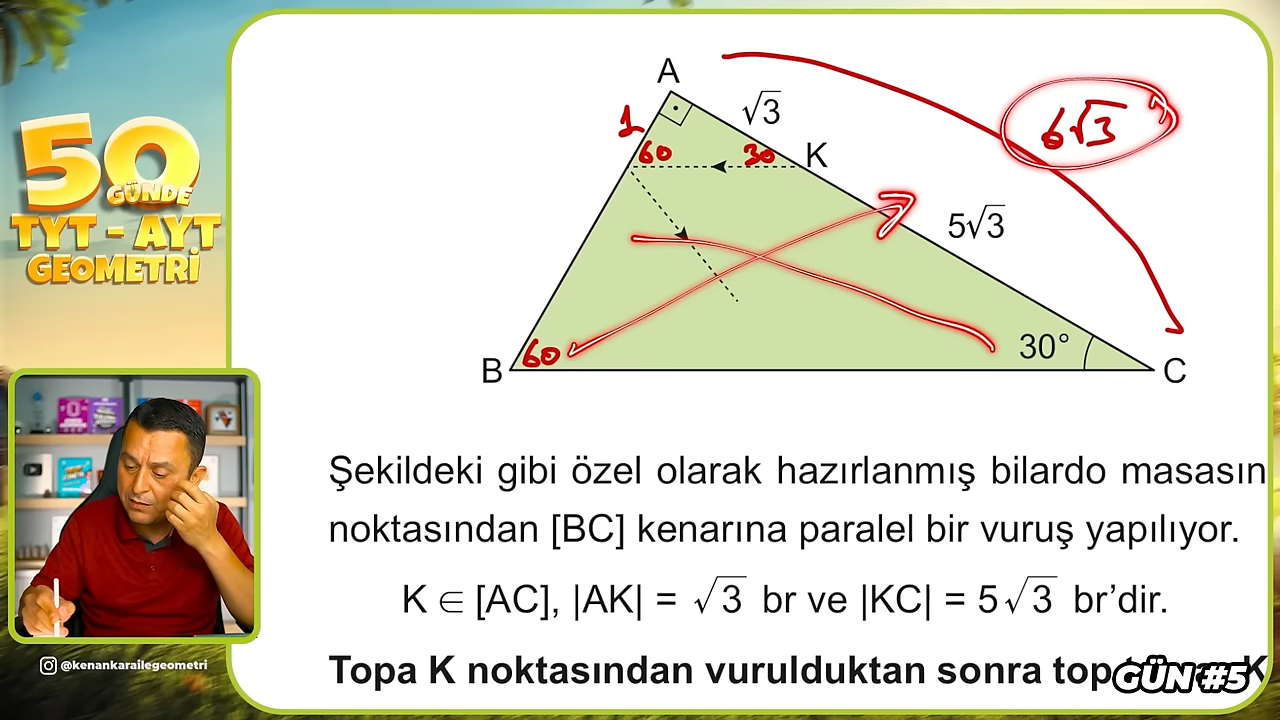 50
GÜNDE
TYT - AYT
GEOMETRİ
A
√3
6√3
1
60
30
K
5√3
B
60
30°
C
Şekildeki gibi özel olarak hazırlanmış bilardo masasın
noktasından [BC] kenarına paralel bir vuruş yapılıyor.
K ∈ [AC], |AK| = √3 br ve |KC| = 5√3 br’dir.
Topa K noktasından vurulduktan sonra top K
GÜN #5
@kenankarailegeometri